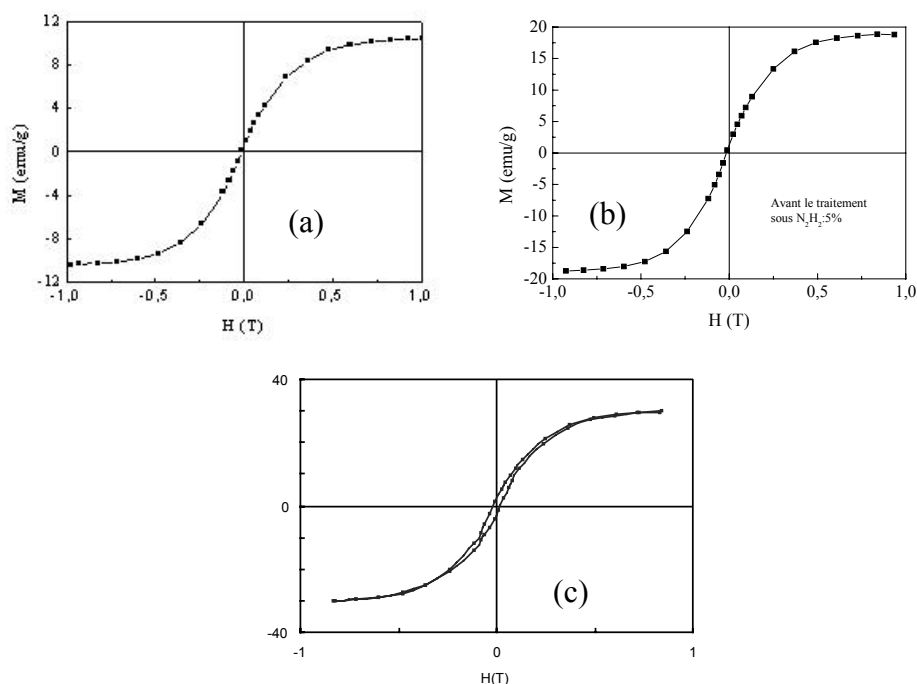 12
8
4
0
-4
-8
-12
M (emu/g)
(a)
-1,0 -0,5 0,0 0,5 1,0
H (T)
20
15
10
5
0
-5
-10
-15
-20
M (emu/g)
(b)
Avant le traitement
sous N₂H₂:5%
-1,0 -0,5 0,0 0,5 1,0
H (T)
40
0
-40
(c)
-1 0 1
H(T)